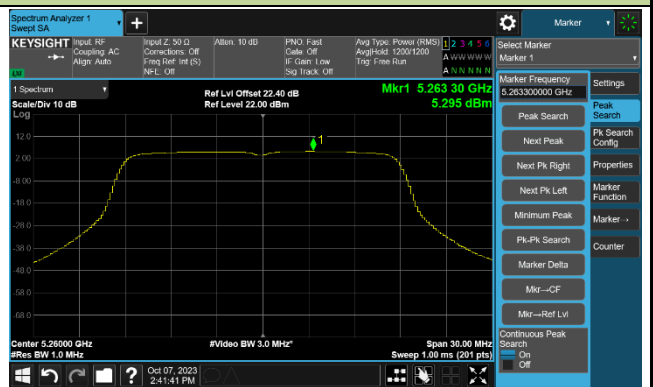 Spectrum Analyzer 1
Swept SA
+
Marker
KEYSIGHT
Input: RF
Coupling: AC
Align: Auto
Input Z: 50 Ω
Corrections: Off
Freq Ref: Int (S)
NFE: Off
Atten: 10 dB
PNO: Fast
Gate: Off
IF Gain: Low
Sig Track: Off
Avg Type: Power (RMS)
Avg|Hold: 1200/1200
Trig: Free Run
1 2 3 4 5 6
A W W W W W
A N N N N N
LXI
Select Marker
Marker 1
1 Spectrum
Scale/Div 10 dB
Log
Ref Lvl Offset 22.40 dB
Ref Level 22.00 dBm
Mkr1 5.263 30 GHz
5.295 dBm
12.0
2.00
-8.00
-18.0
-28.0
-38.0
-48.0
-58.0
-68.0
1
Center 5.26000 GHz
#Res BW 1.0 MHz
#Video BW 3.0 MHz*
Span 30.00 MHz
Sweep 1.00 ms (201 pts)
Marker Frequency
5.263300000 GHz
Peak Search
Next Peak
Next Pk Right
Next Pk Left
Minimum Peak
Pk-Pk Search
Marker Delta
Mkr→CF
Mkr→Ref Lvl
Continuous Peak
Search
On
Off
Settings
Peak
Search
Pk Search
Config
Properties
Marker
Function
Marker→
Counter
?
Oct 07, 2023
2:41:41 PM